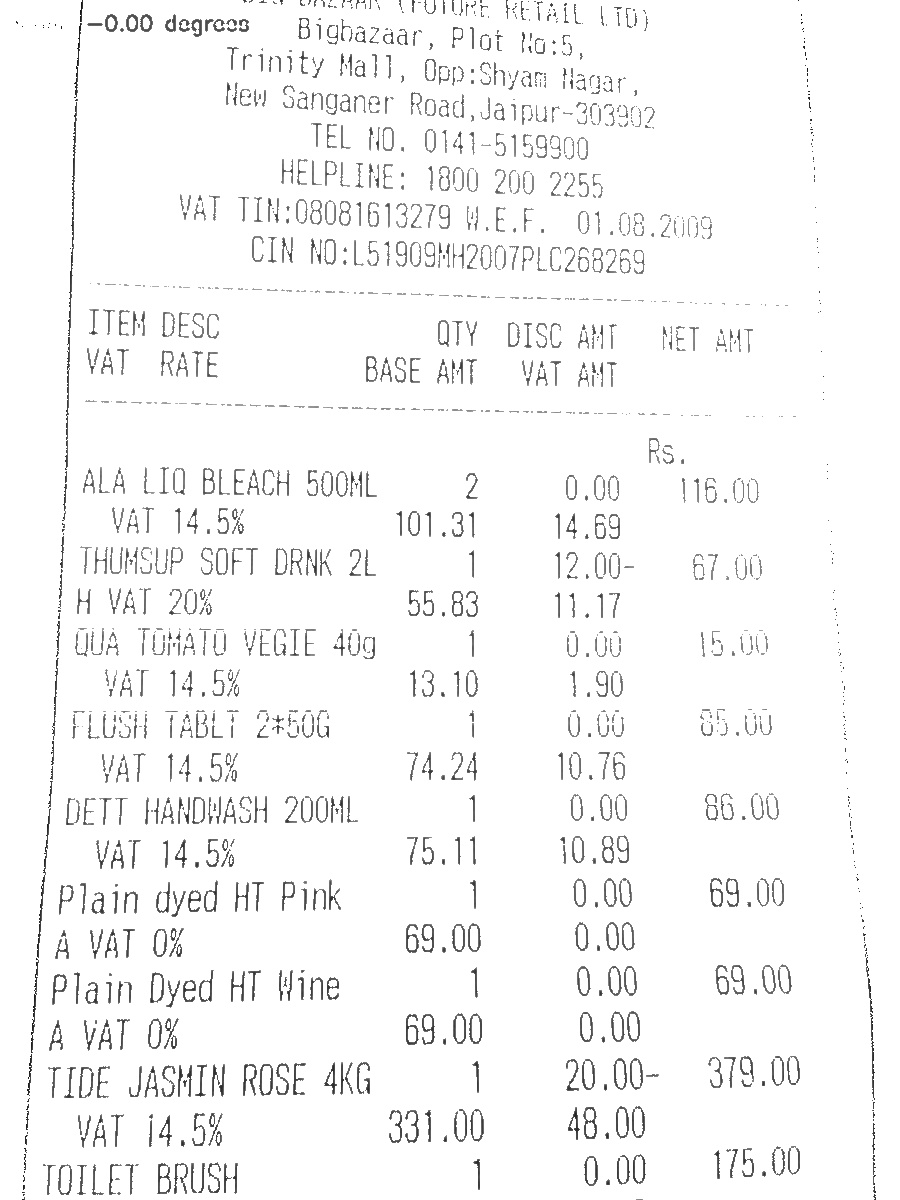 BIG BAZAAR (FUTURE RETAIL LTD)
-0.00 degrees
Bigbazaar, Plot No:5,
Trinity Mall, Opp:Shyam Nagar,
New Sanganer Road,Jaipur-303902
TEL NO. 0141-5159900
HELPLINE: 1800 200 2255
VAT TIN:08081613279 W.E.F. 01.08.2009
CIN NO:L51909MH2007PLC268269
ITEM DESC QTY DISC AMT NET AMT
VAT RATE BASE AMT VAT AMT
Rs.
ALA LIQ BLEACH 500ML 2 0.00 116.00
VAT 14.5% 101.31 14.69
THUMSUP SOFT DRNK 2L 1 12.00- 67.00
H VAT 20% 55.83 11.17
QUA TOMATO VEGIE 40g 1 0.00 15.00
VAT 14.5% 13.10 1.90
FLUSH TABLT 2*50G 1 0.00 85.00
VAT 14.5% 74.24 10.76
DETT HANDWASH 200ML 1 0.00 86.00
VAT 14.5% 75.11 10.89
Plain dyed HT Pink 1 0.00 69.00
A VAT 0% 69.00 0.00
Plain Dyed HT Wine 1 0.00 69.00
A VAT 0% 69.00 0.00
TIDE JASMIN ROSE 4KG 1 20.00- 379.00
VAT 14.5% 331.00 48.00
TOILET BRUSH 1 0.00 175.00